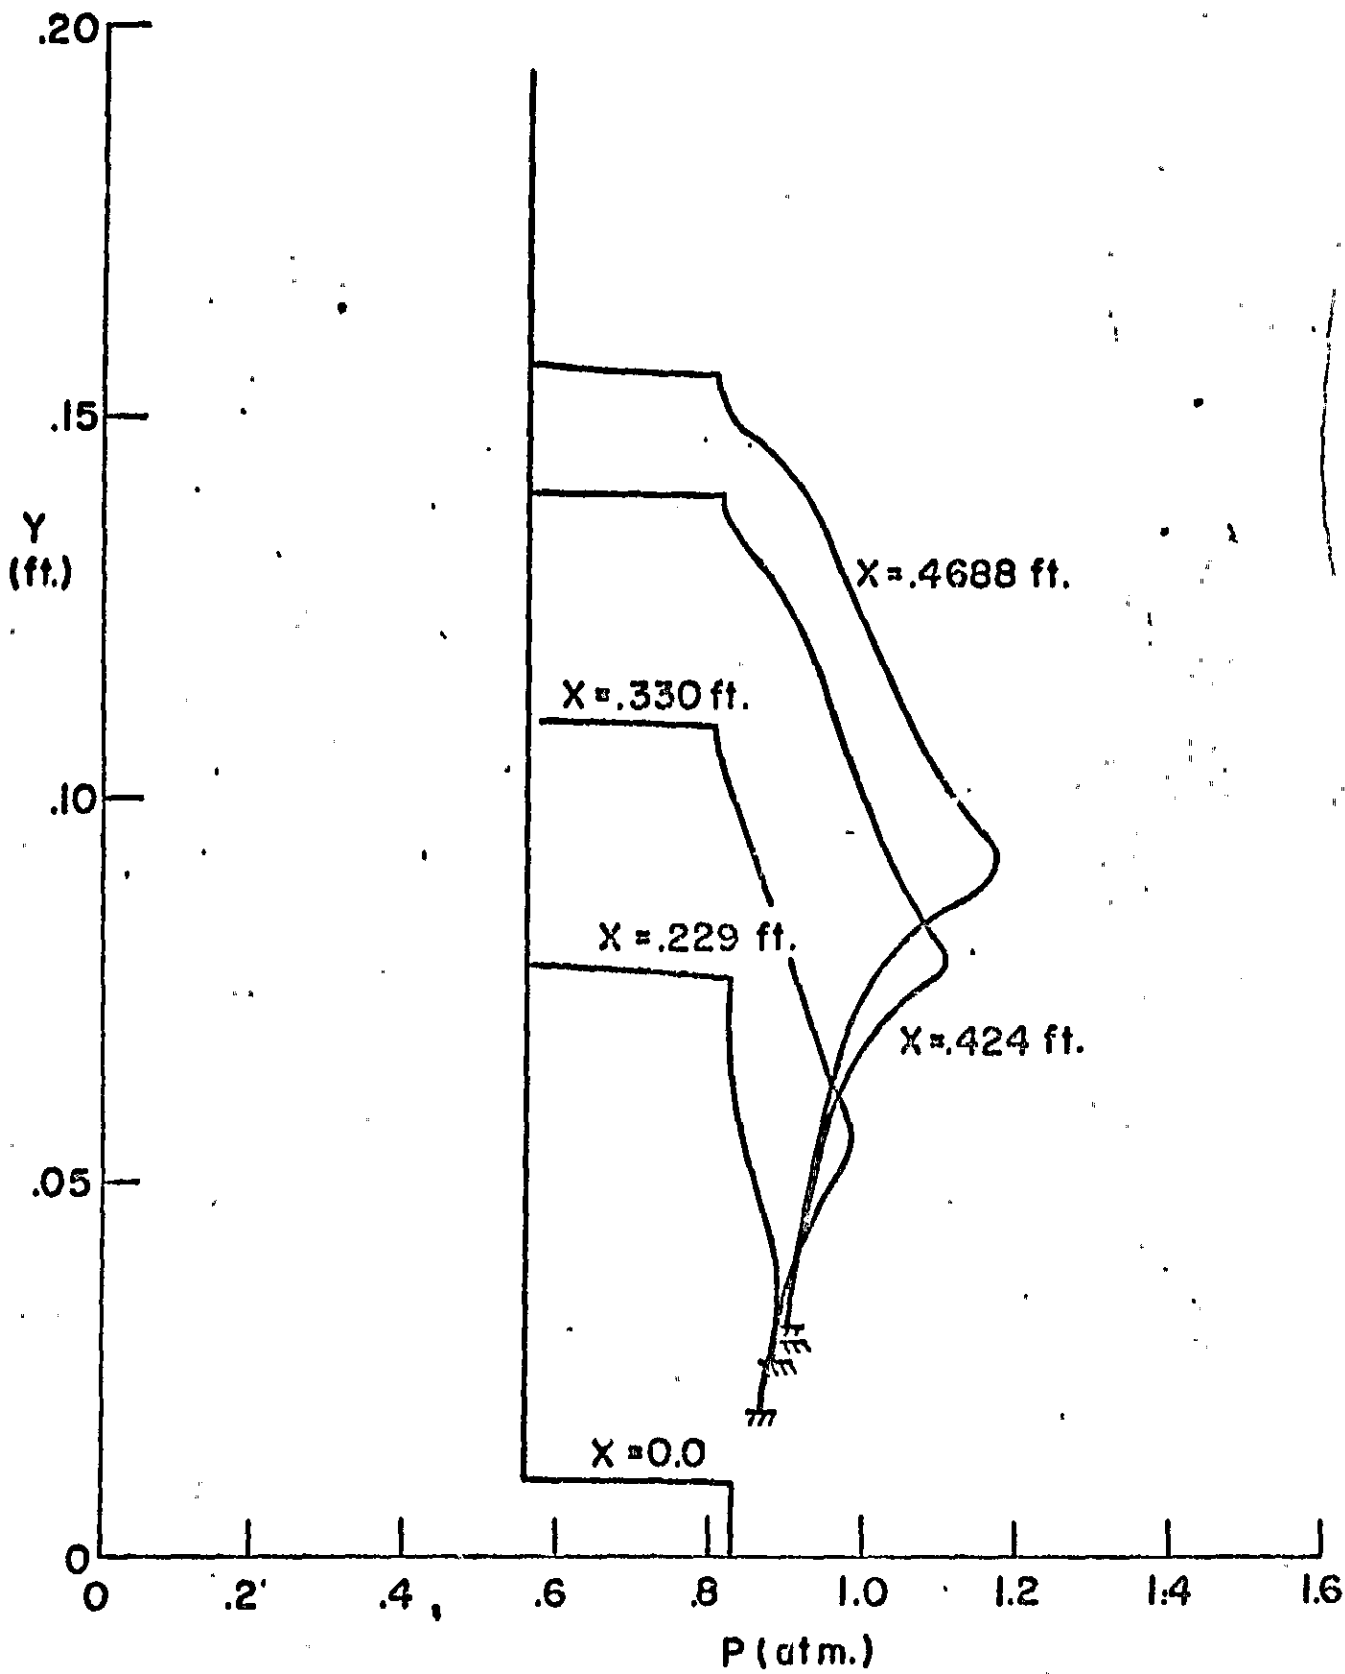 .20
.15
Y
(ft.)
X=.4688 ft.
X=.330 ft.
.10
X=.229 ft.
X=.424 ft.
.05
X=0.0
0
0 .2 .4 .6 .8 1.0 1.2 1.4 1.6
P (atm.)